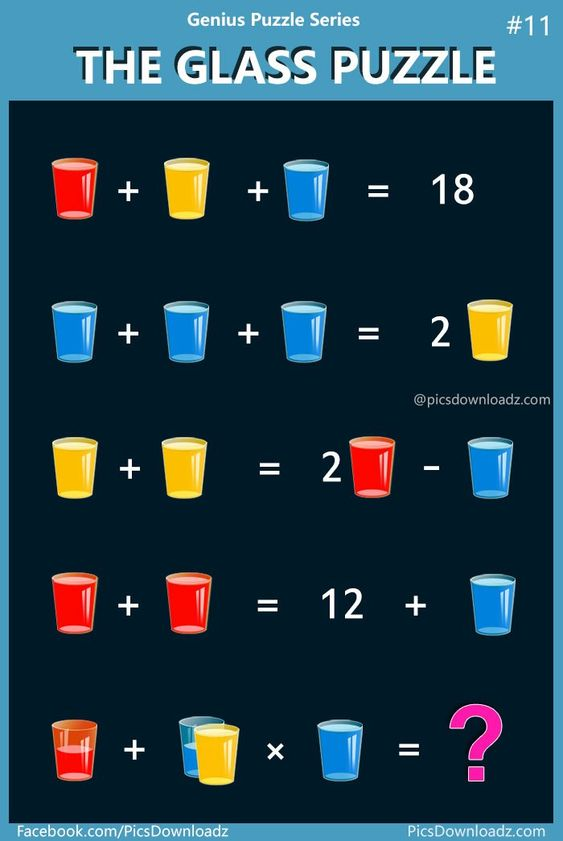 Genius Puzzle Series
#11
THE GLASS PUZZLE
+ + = 18
+ + = 2
@picsdownloadz.com
+ = 2 -
+ = 12 +
+ × = ?
Facebook.com/PicsDownloadz
PicsDownloadz.com